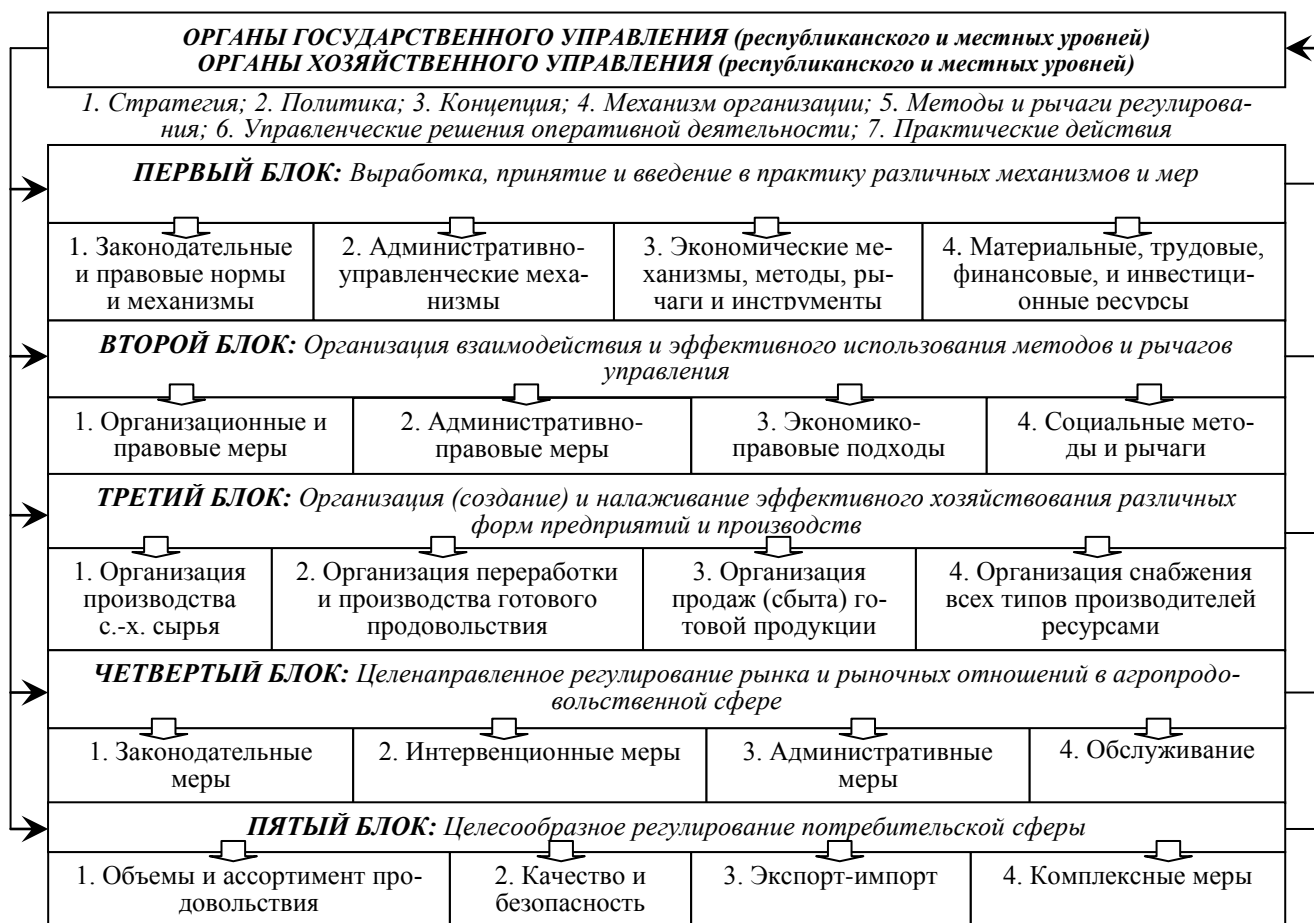 ОРГАНЫ ГОСУДАРСТВЕННОГО УПРАВЛЕНИЯ (республиканского и местных уровней)
ОРГАНЫ ХОЗЯЙСТВЕННОГО УПРАВЛЕНИЯ (республиканского и местных уровней)
1. Стратегия; 2. Политика; 3. Концепция; 4. Механизм организации; 5. Методы и рычаги регулирова-
ния; 6. Управленческие решения оперативной деятельности; 7. Практические действия
ПЕРВЫЙ БЛОК: Выработка, принятие и введение в практику различных механизмов и мер
1. Законодательные
и правовые нормы
и механизмы
2. Административно-
управленческие меха-
низмы
3. Экономические ме-
ханизмы, методы, ры-
чаги и инструменты
4. Материальные, трудовые,
финансовые, и инвестици-
онные ресурсы
ВТОРОЙ БЛОК: Организация взаимодействия и эффективного использования методов и рычагов
управления
1. Организационные и
правовые меры
2. Административно-
правовые меры
3. Экономико-
правовые подходы
4. Социальные мето-
ды и рычаги
ТРЕТИЙ БЛОК: Организация (создание) и налаживание эффективного хозяйствования различных
форм предприятий и производств
1. Организация
производства
с.-х. сырья
2. Организация переработки
и производства готового
продовольствия
3. Организация
продаж (сбыта) го-
товой продукции
4. Организация снабжения
всех типов производителей
ресурсами
ЧЕТВЕРТЫЙ БЛОК: Целенаправленное регулирование рынка и рыночных отношений в агропродо-
вольственной сфере
1. Законодательные
меры
2. Интервенционные меры
3. Административные
меры
4. Обслуживание
ПЯТЫЙ БЛОК: Целесообразное регулирование потребительской сферы
1. Объемы и ассортимент про-
довольствия
2. Качество и
безопасность
3. Экспорт-импорт
4. Комплексные меры